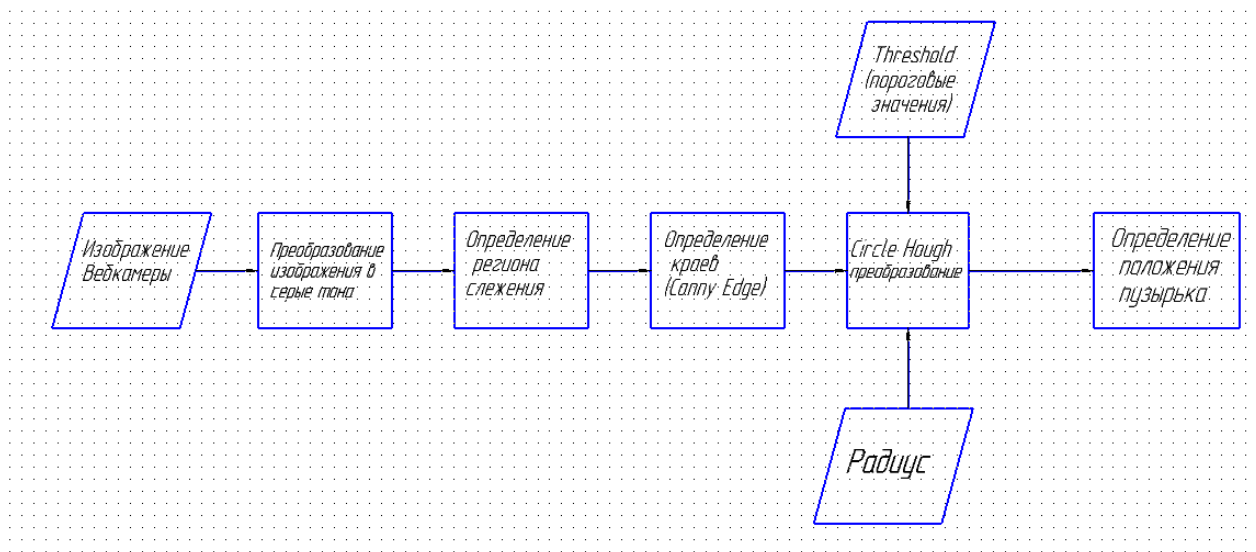 Threshold
(пороговые
значения)
Изображение
Вебкамеры
Преобразование
изображения в
серые тона
Определение
региона
слежения
Определение
краев
(Canny Edge)
Circle Hough
преобразование
Определение
положения
пузырька
Радиус